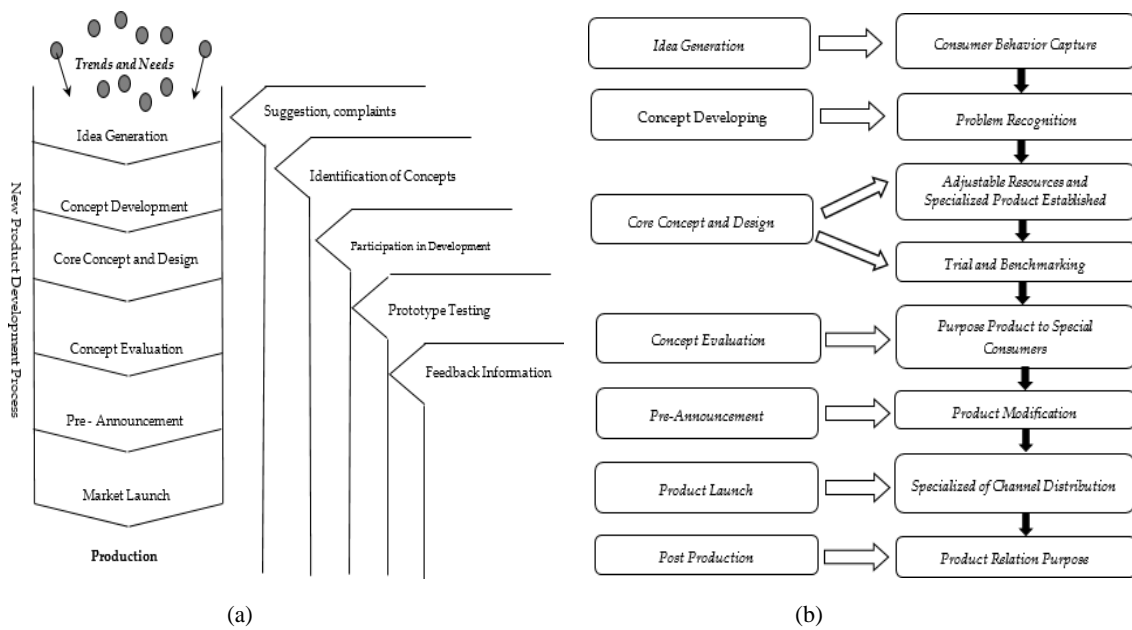 Trends and Needs
Idea Generation
Concept Development
Core Concept and Design
Concept Evaluation
Pre - Announcement
Market Launch
Production
New Product Development Process
Suggestion, complaints
Identification of Concepts
Participation in Development
Prototype Testing
Feedback Information
(a)
Idea Generation
Consumer Behavior Capture
Concept Developing
Problem Recognition
Core Concept and Design
Adjustable Resources and
Specialized Product Established
Trial and Benchmarking
Concept Evaluation
Purpose Product to Special
Consumers
Pre-Announcement
Product Modification
Product Launch
Specialized of Channel Distribution
Post Production
Product Relation Purpose
(b)